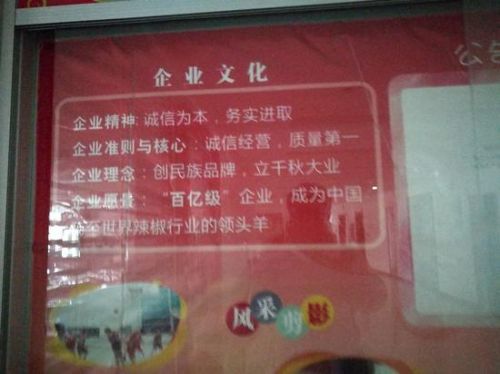 企业文化
公
企业精神:诚信为本，务实进取
企业准则与核心：诚信经营，质量第一
企业理念：创民族品牌，立千秋大业
企业愿景：“百亿级”企业，成为中国
至世界辣椒行业的领头羊
风采剪影